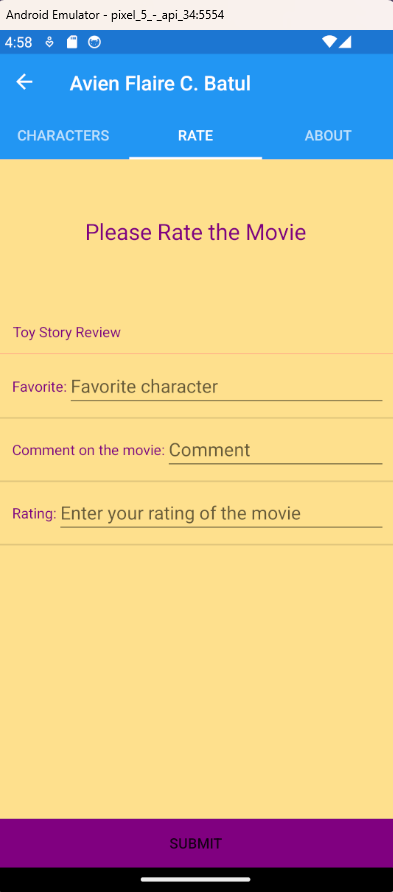 Android Emulator - pixel_5_-_api_34:5554
4:58
Avien Flaire C. Batul
CHARACTERS RATE ABOUT
Please Rate the Movie
Toy Story Review
Favorite: Favorite character
Comment on the movie: Comment
Rating: Enter your rating of the movie
SUBMIT